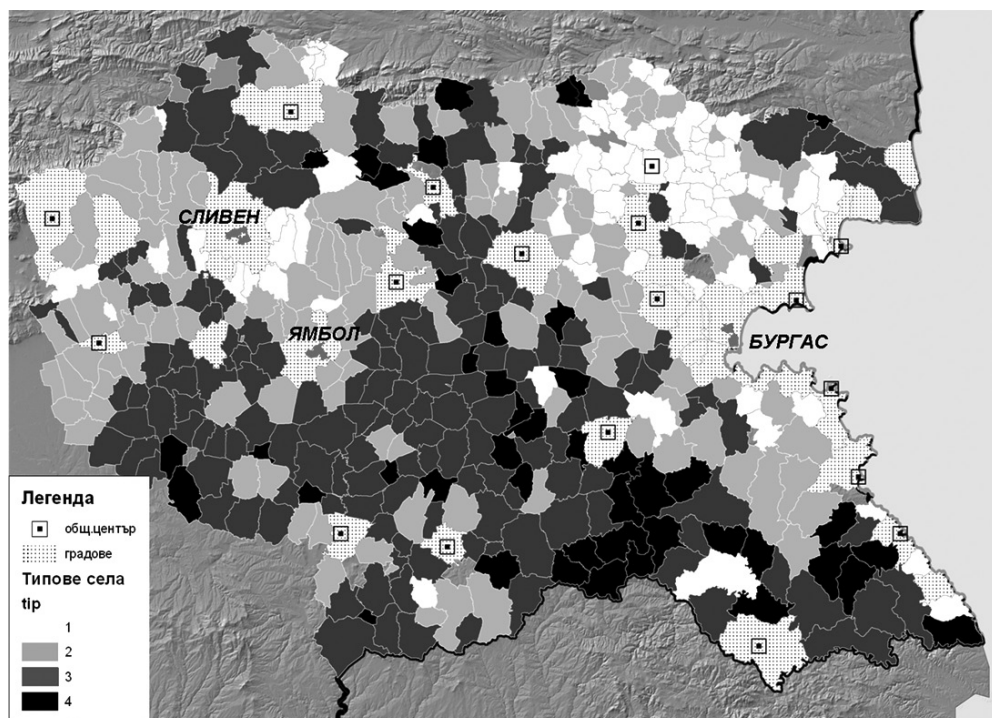 СЛИВЕН
ЯМБОЛ
БУРГАС
Легенда
общ.център
градове
Типове села
tip
1
2
3
4